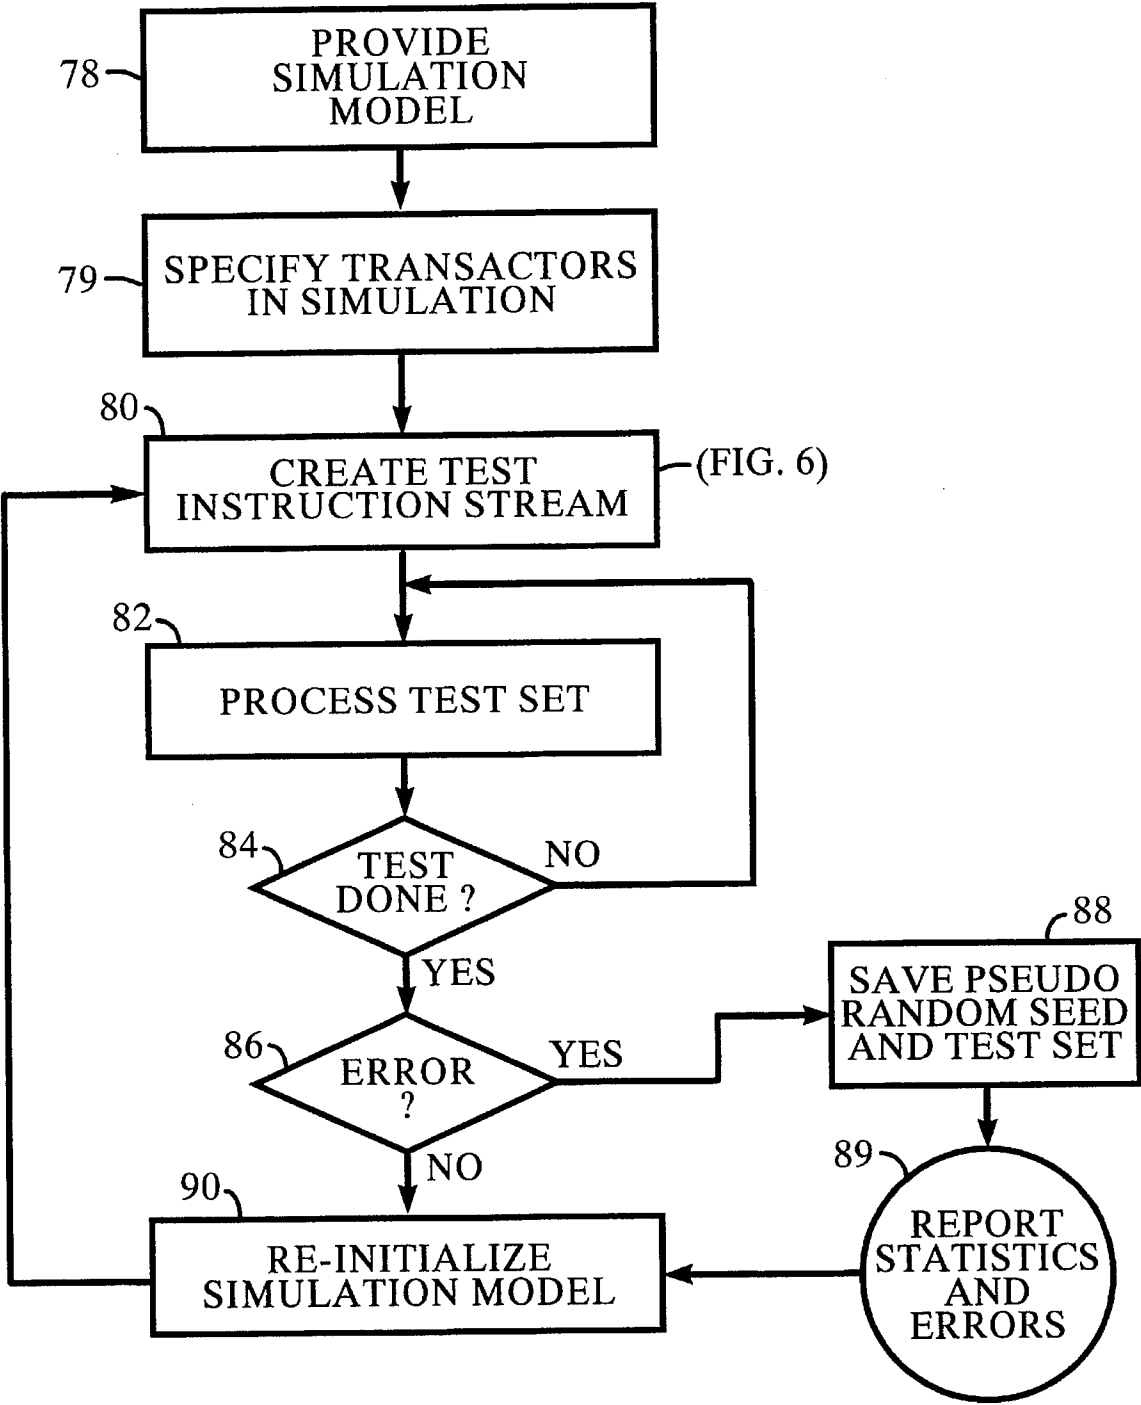 78
PROVIDE
SIMULATION
MODEL
79
SPECIFY TRANSACTORS
IN SIMULATION
80
CREATE TEST
INSTRUCTION STREAM
(FIG. 6)
82
PROCESS TEST SET
84
TEST
DONE ?
NO
YES
86
ERROR
?
YES
NO
88
SAVE PSEUDO
RANDOM SEED
AND TEST SET
89
REPORT
STATISTICS
AND
ERRORS
90
RE-INITIALIZE
SIMULATION MODEL